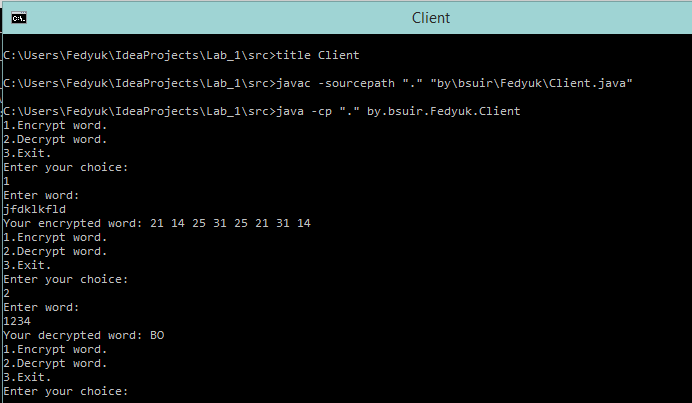 Client
C:\Users\Fedyuk\IdeaProjects\Lab_1\src>title Client
C:\Users\Fedyuk\IdeaProjects\Lab_1\src>javac -sourcepath "." "by\bsuir\Fedyuk\Client.java"
C:\Users\Fedyuk\IdeaProjects\Lab_1\src>java -cp "." by.bsuir.Fedyuk.Client
1.Encrypt word.
2.Decrypt word.
3.Exit.
Enter your choice:
1
Enter word:
jfdklkfld
Your encrypted word: 21 14 25 31 25 21 31 14
1.Encrypt word.
2.Decrypt word.
3.Exit.
Enter your choice:
2
Enter word:
1234
Your decrypted word: BO
1.Encrypt word.
2.Decrypt word.
3.Exit.
Enter your choice: